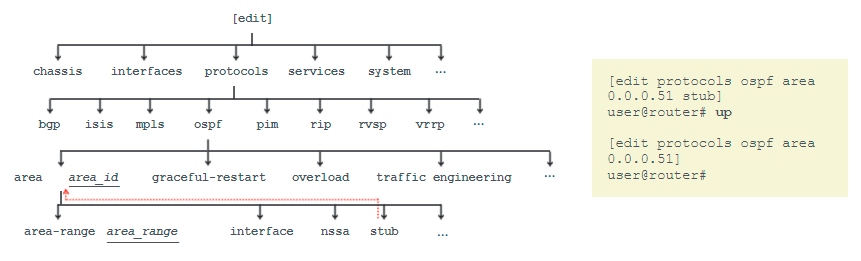 [edit]
chassis interfaces protocols services system ...
bgp isis mpls ospf pim rip rvsp vrrp ...
area area_id graceful-restart overload traffic engineering ...
area-range area_range interface nssa stub ...
[edit protocols ospf area
0.0.0.51 stub]
user@router# up
[edit protocols ospf area
0.0.0.51]
user@router#